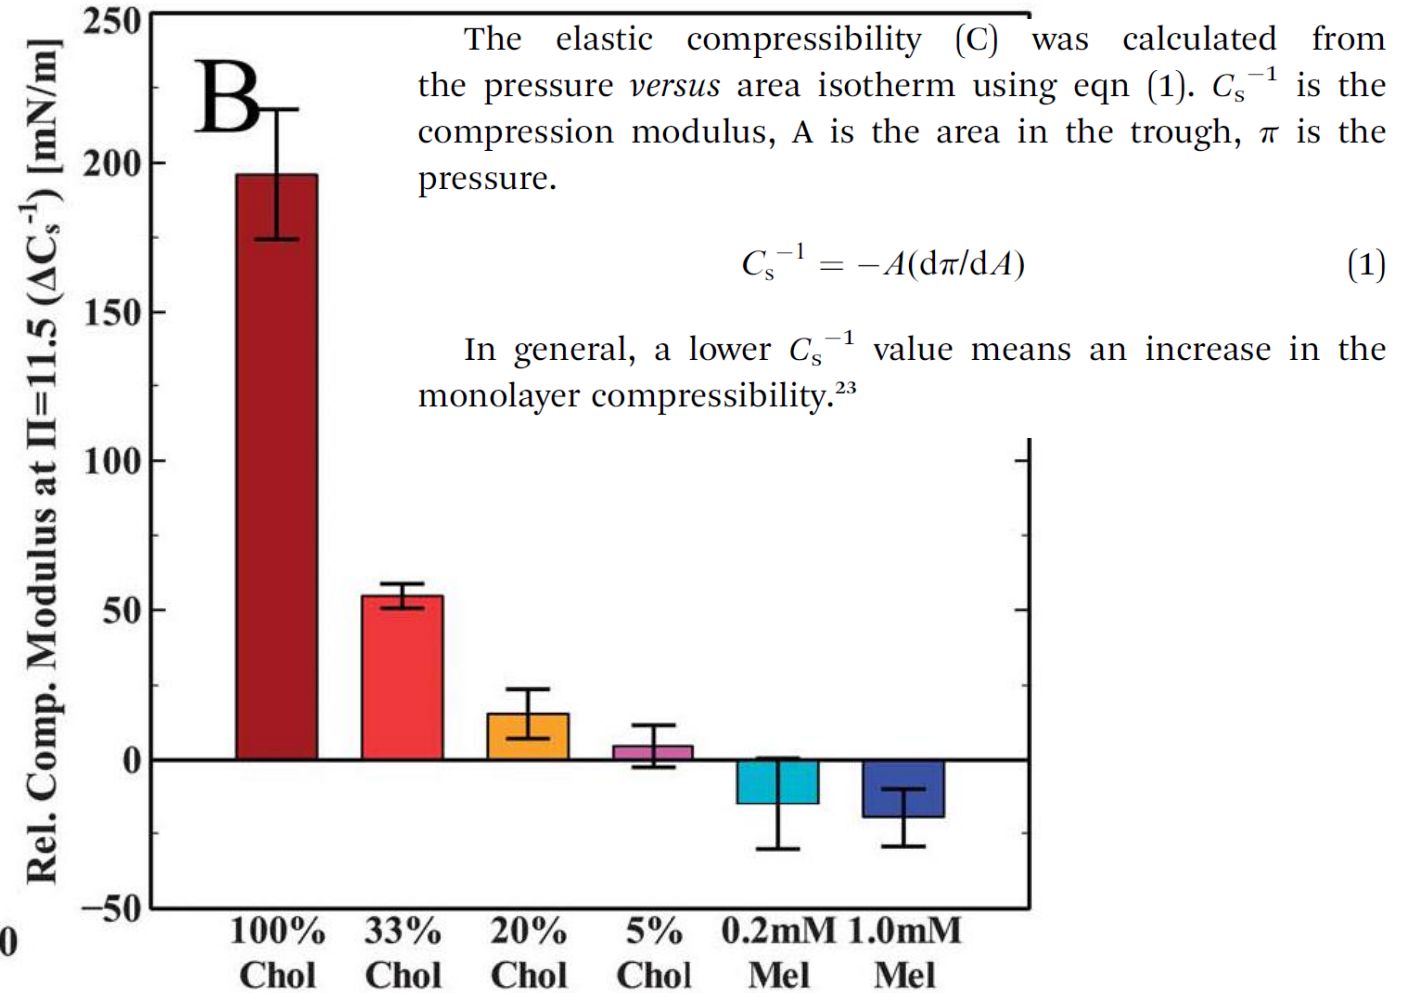 250
200
150
100
50
0
−50
Rel. Comp. Modulus at Π=11.5 (ΔCs⁻¹) [mN/m]
B
The elastic compressibility (C) was calculated from
the pressure versus area isotherm using eqn (1). Cs⁻¹ is the
compression modulus, A is the area in the trough, π is the
pressure.
Cs⁻¹ = −A(dπ/dA) (1)
In general, a lower Cs⁻¹ value means an increase in the
monolayer compressibility.²³
0
100% 33% 20% 5% 0.2mM 1.0mM
Chol Chol Chol Chol Mel Mel